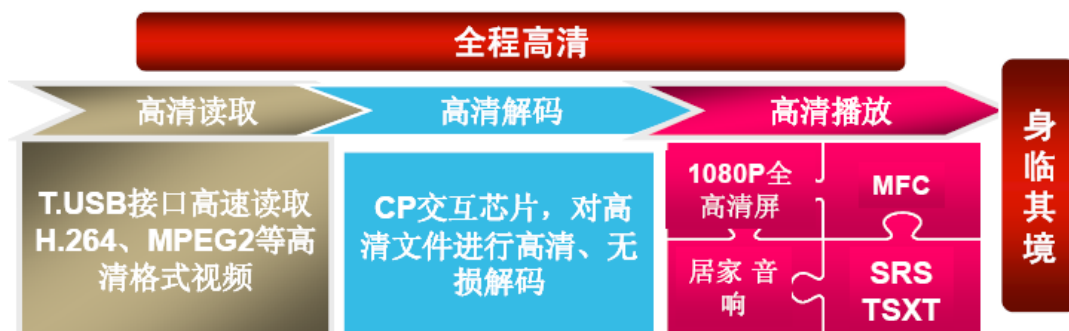 全程高清
高清读取
高清解码
高清播放
T.USB接口高速读取
H.264、MPEG2等高
清格式视频
CP交互芯片，对高
清文件进行高清、无
损解码
1080P全
高清屏
MFC
居家 音
响
SRS
TSXT
身
临
其
境